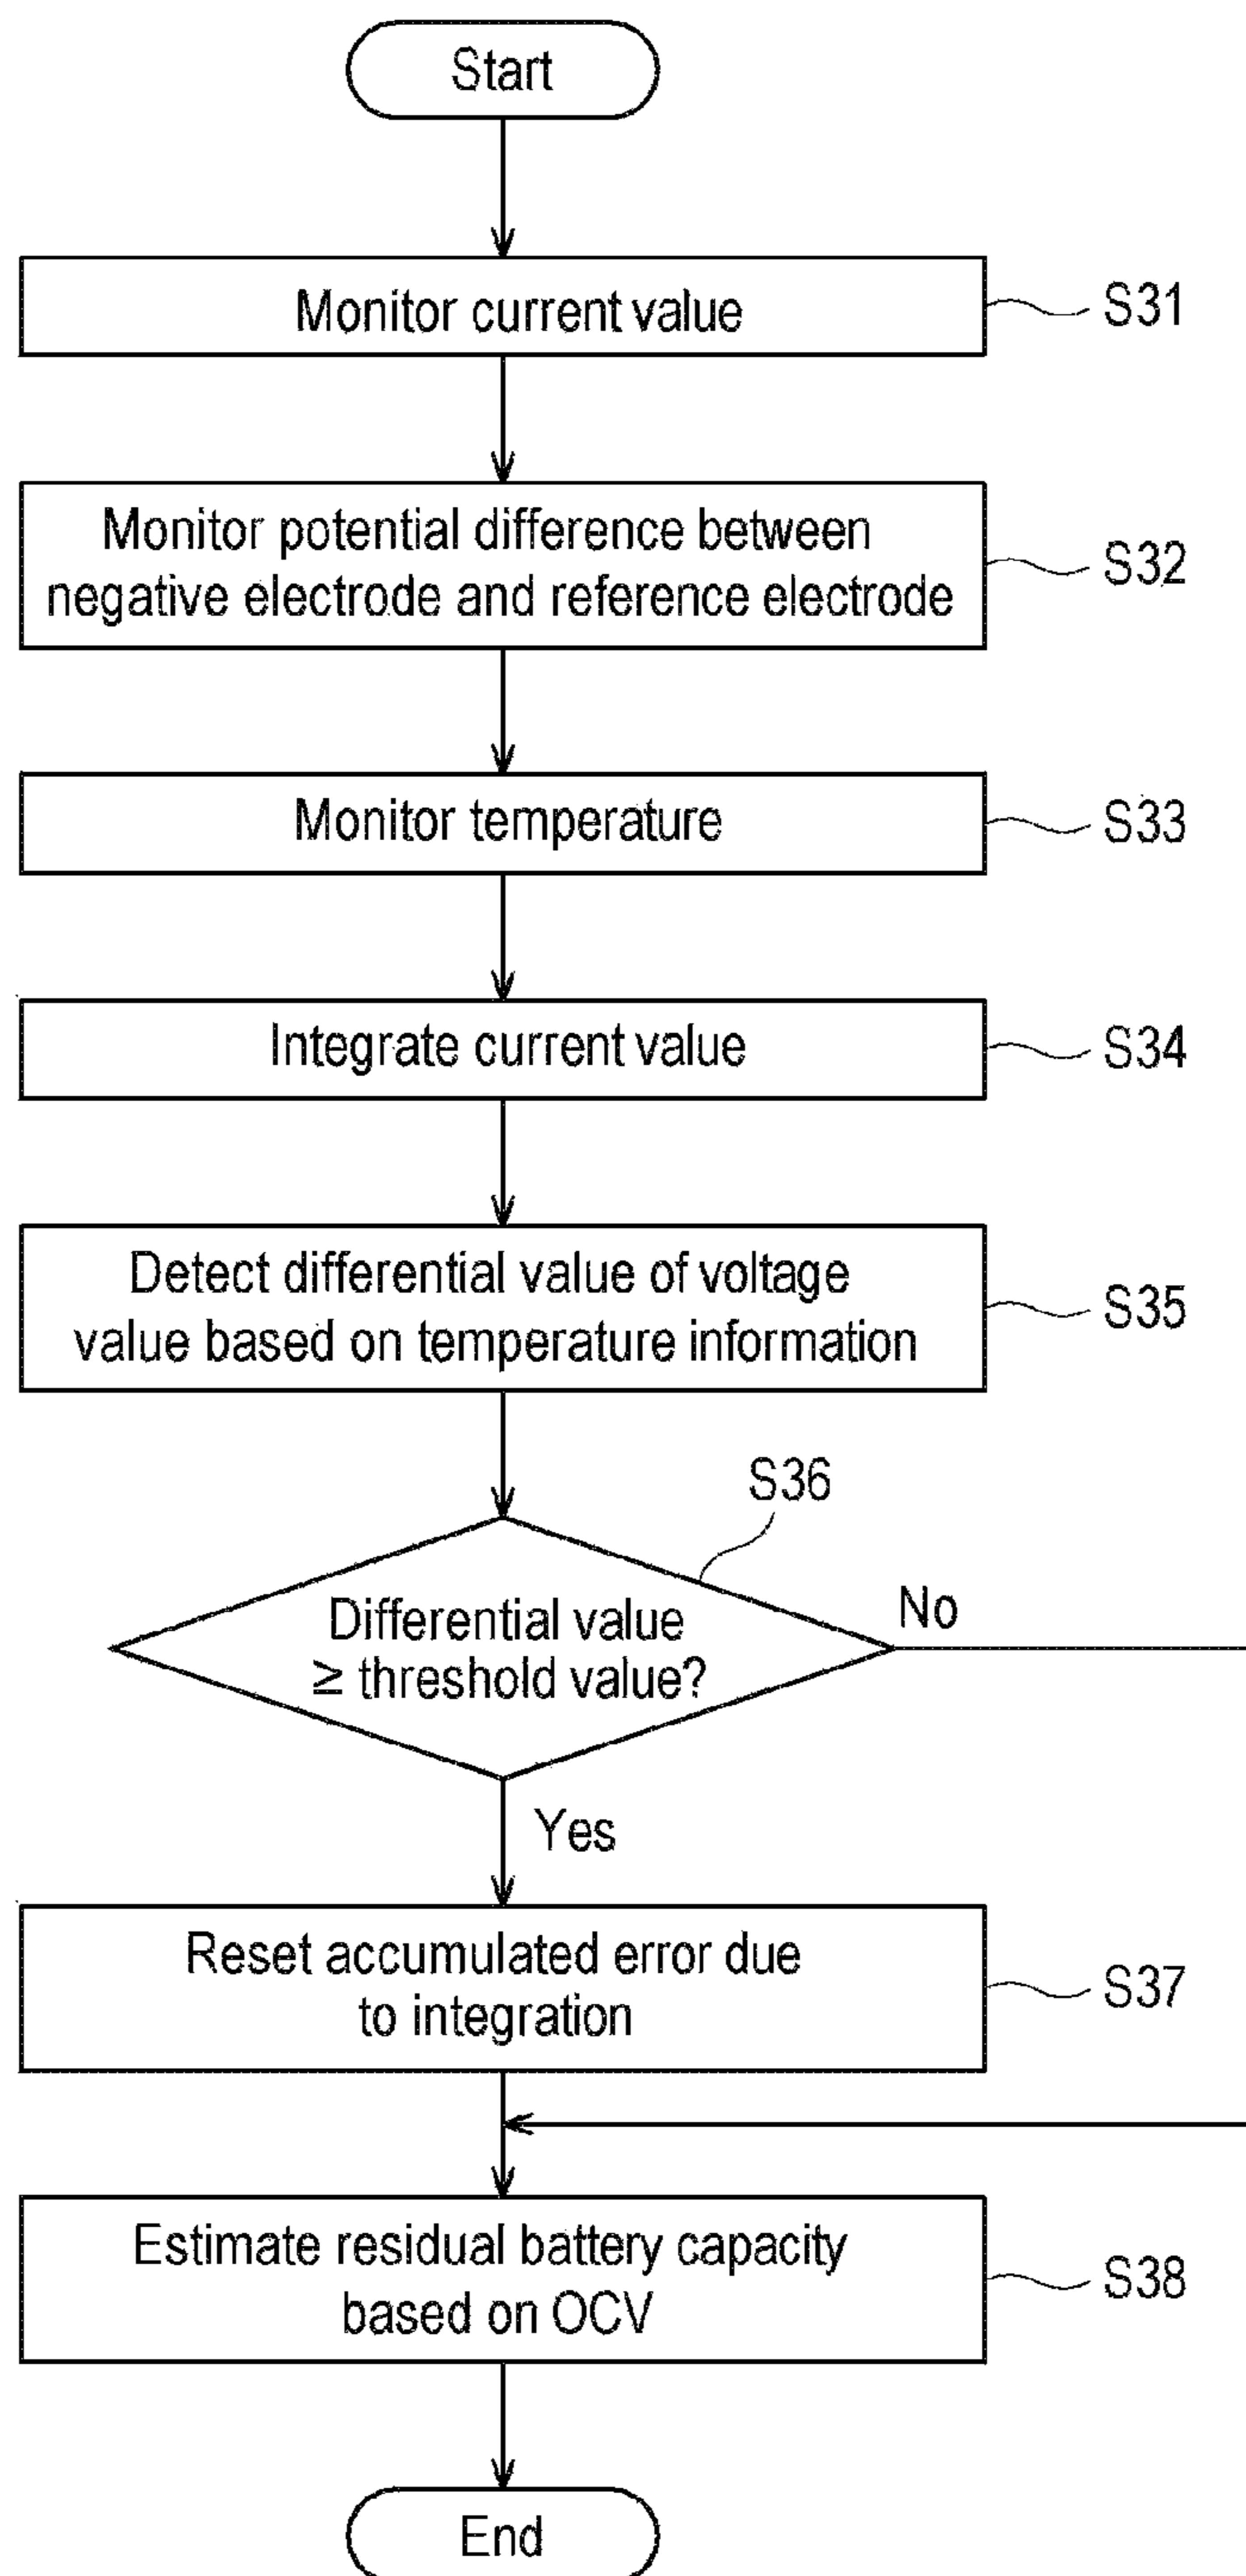 Start
Monitor current value
S31
Monitor potential difference between
negative electrode and reference electrode
S32
Monitor temperature
S33
Integrate current value
S34
Detect differential value of voltage
value based on temperature information
S35
S36
Differential value
≥ threshold value?
No
Yes
Reset accumulated error due
to integration
S37
Estimate residual battery capacity
based on OCV
S38
End